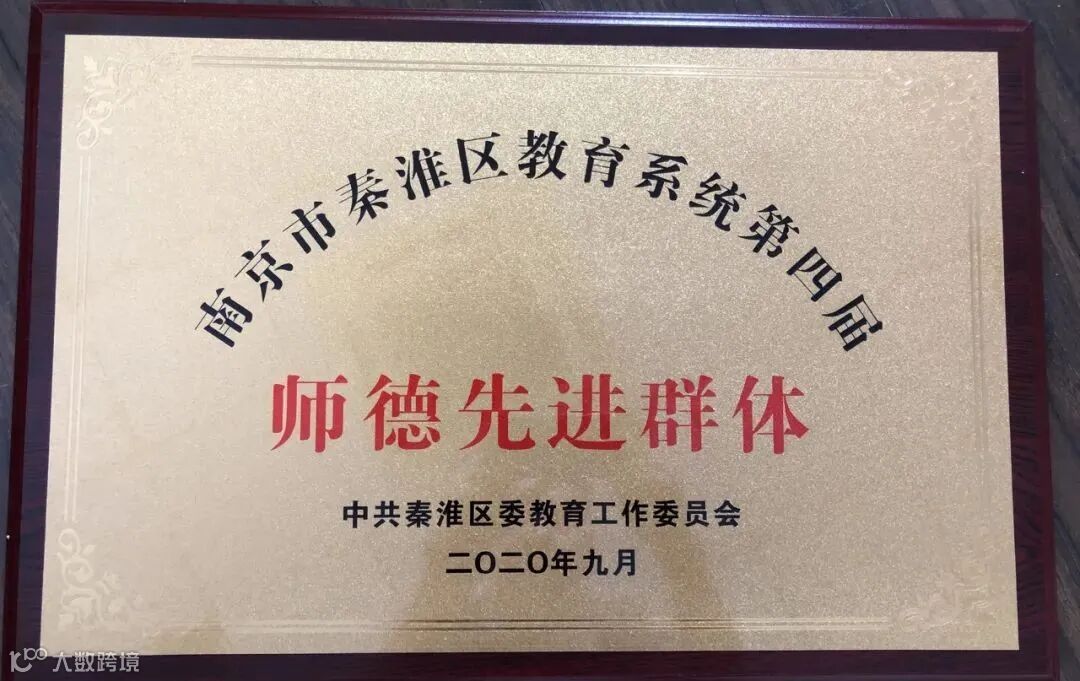 南京市秦淮区教育系统第四届
师德先进群体
中共秦淮区委教育工作委员会
二〇二〇年九月
大数跨境